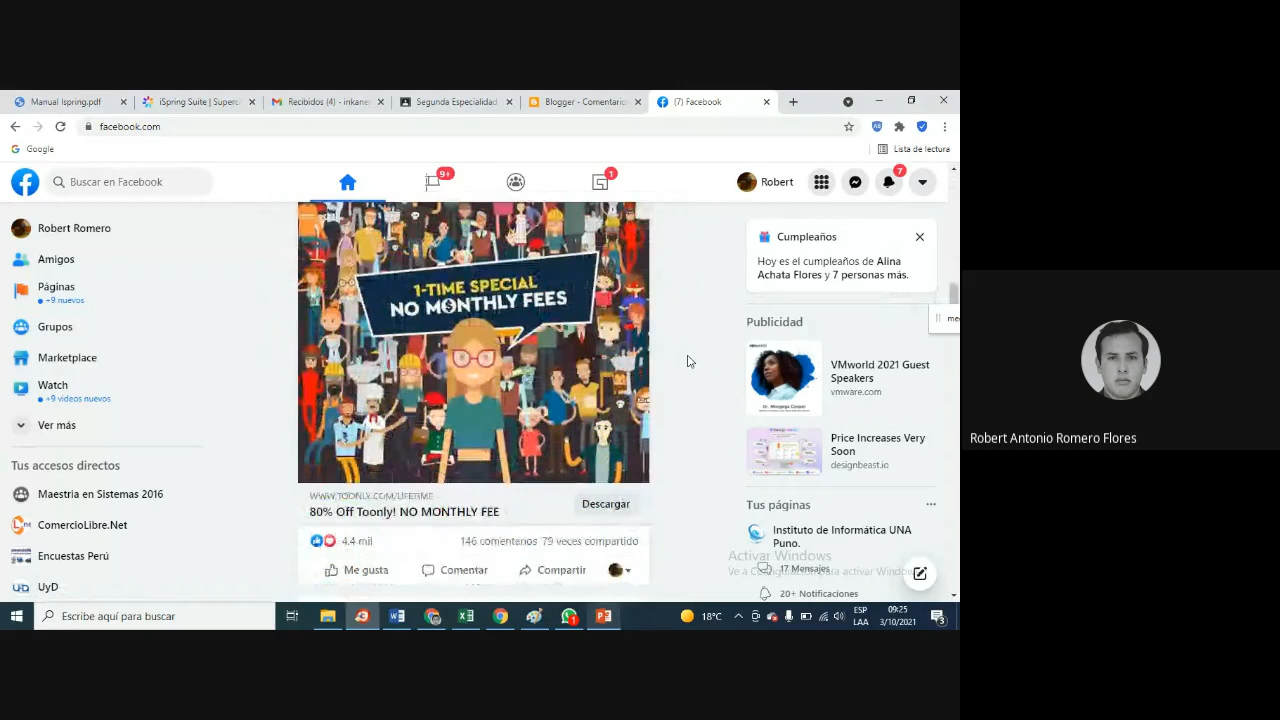 Manual Ispring.pdf
iSpring Suite | Superc
Recibidos (4) - inkane
Segunda Especialidad
Blogger - Comentario
(7) Facebook
facebook.com
Google
Lista de lectura
Buscar en Facebook
9+
1
Robert
7
Robert Romero
Amigos
Páginas
+9 nuevos
Grupos
Marketplace
Watch
+9 videos nuevos
Ver más
Tus accesos directos
Maestria en Sistemas 2016
ComercioLibre.Net
Encuestas Perú
UyD
1-TIME SPECIAL
NO MONTHLY FEES
WWW.TOONLY.COM/LIFETIME
80% Off Toonly! NO MONTHLY FEE
Descargar
4.4 mil
146 comentarios 79 veces compartido
Me gusta
Comentar
Compartir
Cumpleaños
Hoy es el cumpleaños de Alina
Achata Flores y 7 personas más.
Publicidad
VMworld 2021 Guest
Speakers
vmware.com
Price Increases Very
Soon
designbeast.io
Tus páginas
Instituto de Informática UNA
Puno.
17 Mensajes
20+ Notificaciones
Activar Windows
Ve a Configuración para activar Windows.
Escribe aquí para buscar
18°C
ESP
LAA
09:25
3/10/2021
3
Robert Antonio Romero Flores